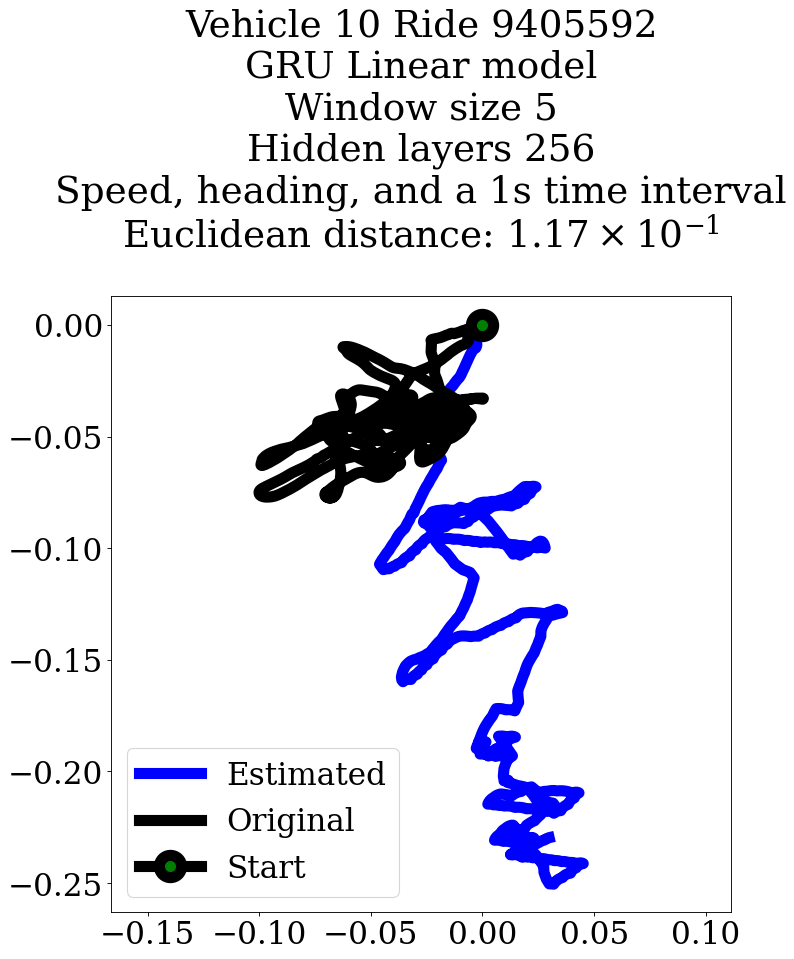 Vehicle 10 Ride 9405592
GRU Linear model
Window size 5
Hidden layers 256
Speed, heading, and a 1s time interval
Euclidean distance: 1.17 × 10⁻¹
0.00
−0.05
−0.10
−0.15
−0.20
−0.25
Estimated
Original
Start
−0.15 −0.10 −0.05 0.00 0.05 0.10